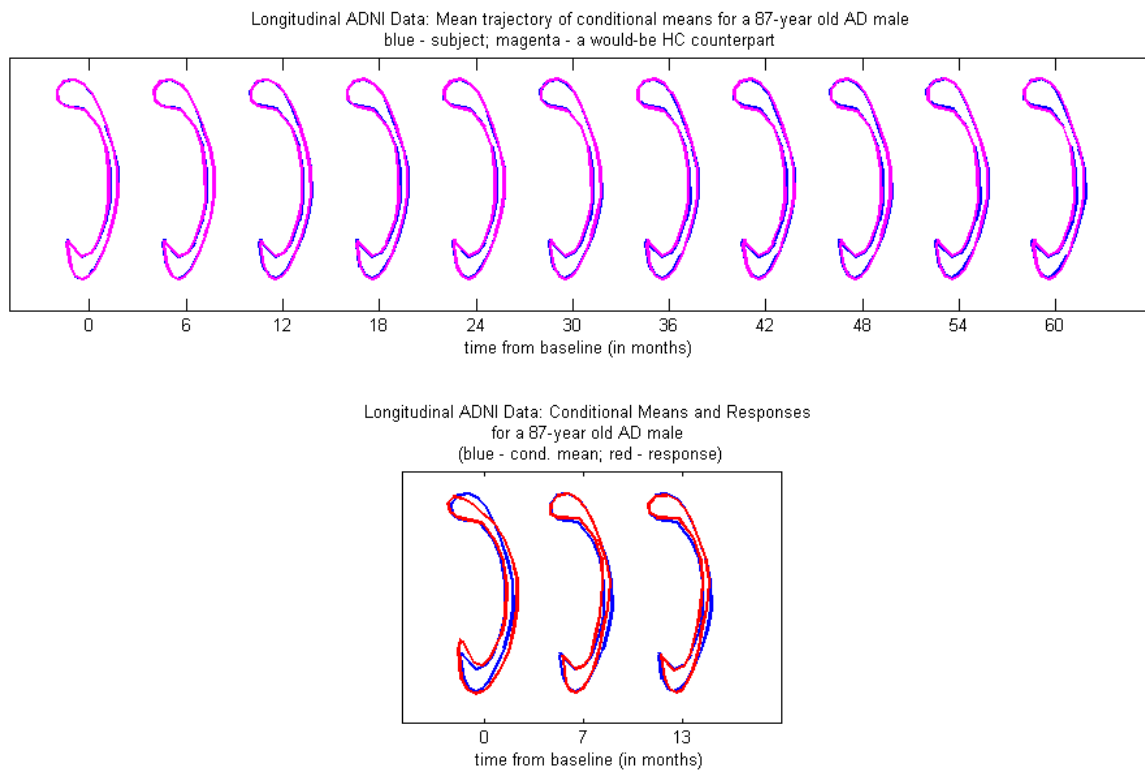 Longitudinal ADNI Data: Mean trajectory of conditional means for a 87-year old AD male
blue - subject; magenta - a would-be HC counterpart
0 6 12 18 24 30 36 42 48 54 60
time from baseline (in months)
Longitudinal ADNI Data: Conditional Means and Responses
for a 87-year old AD male
(blue - cond. mean; red - response)
0 7 13
time from baseline (in months)